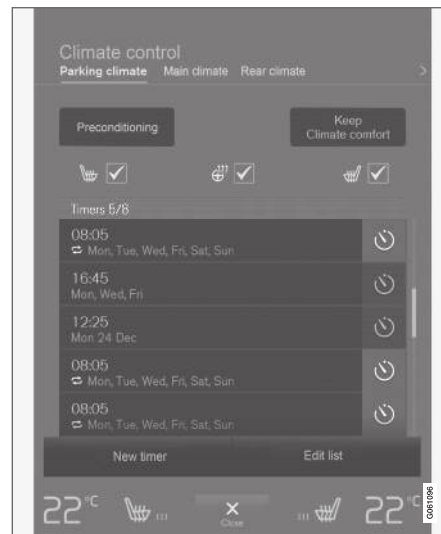 Climate control
Parking climate Main climate Rear climate
Preconditioning
Keep
Climate comfort
Timers 5/8
08:05
Mon, Tue, Wed, Fri, Sat, Sun
16:45
Mon, Wed, Fri
12:25
Mon 24 Dec
08:05
Mon, Tue, Wed, Fri, Sat, Sun
08:05
Mon, Tue, Wed, Fri, Sat, Sun
New timer Edit list
22°C 22°C
Close
G061096